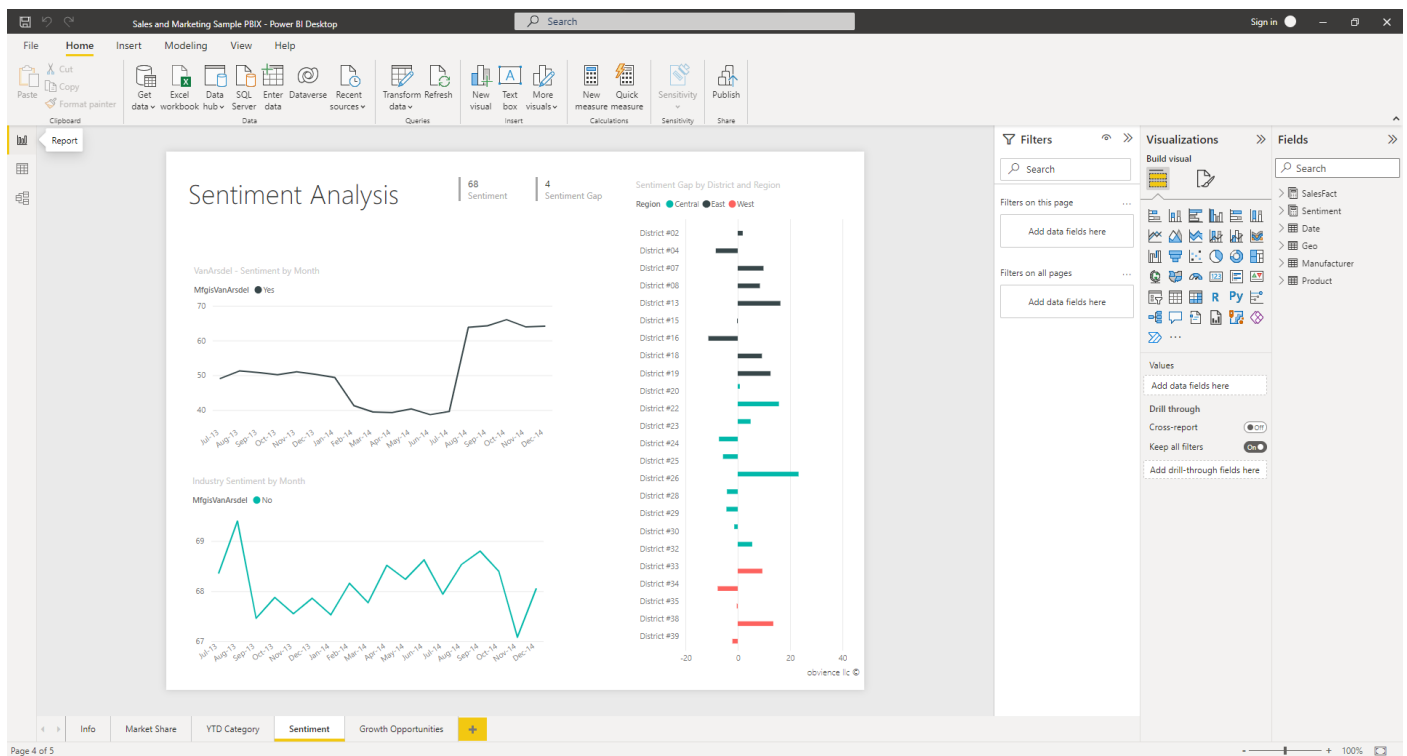 Sales and Marketing Sample PBIX - Power BI Desktop
Search
Sign in
File Home Insert Modeling View Help
Paste
Cut
Copy
Format painter
Clipboard
Get data
Excel workbook
Data hub
SQL Server
Enter data
Dataverse
Recent sources
Data
Transform data
Refresh
Queries
New visual
A
Text box
More visuals
Insert
New measure
Quick measure
Calculations
Sensitivity
Sensitivity
Publish
Share
Report
Sentiment Analysis
68
Sentiment
4
Sentiment Gap
VanArsdel - Sentiment by Month
MfgisVanArsdel Yes
70
60
50
40
Jul-13 Aug-13 Sep-13 Oct-13 Nov-13 Dec-13 Jan-14 Feb-14 Mar-14 Apr-14 May-14 Jun-14 Jul-14 Aug-14 Sep-14 Oct-14 Nov-14 Dec-14
Industry Sentiment by Month
MfgisVanArsdel No
69
68
67
Jul-13 Aug-13 Sep-13 Oct-13 Nov-13 Dec-13 Jan-14 Feb-14 Mar-14 Apr-14 May-14 Jun-14 Jul-14 Aug-14 Sep-14 Oct-14 Nov-14 Dec-14
Sentiment Gap by District and Region
Region Central East West
District #02
District #04
District #07
District #08
District #13
District #15
District #16
District #18
District #19
District #20
District #22
District #23
District #24
District #25
District #26
District #28
District #29
District #30
District #32
District #33
District #34
District #35
District #38
District #39
-20 0 20 40
obvience llc ©
Filters
Search
Filters on this page ...
Add data fields here
Filters on all pages ...
Add data fields here
Visualizations
Build visual
123
R Py
...
Values
Add data fields here
Drill through
Cross-report Off
Keep all filters On
Add drill-through fields here
Fields
Search
SalesFact
Sentiment
Date
Geo
Manufacturer
Product
Info Market Share YTD Category Sentiment Growth Opportunities +
Page 4 of 5
- + 100%